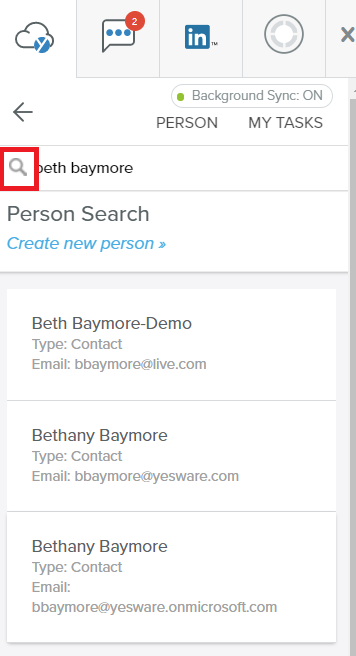 2
in
X
Background Sync: ON
PERSON MY TASKS
beth baymore
Person Search
Create new person »
Beth Baymore-Demo
Type: Contact
Email: bbaymore@live.com
Bethany Baymore
Type: Contact
Email: bbaymore@yesware.com
Bethany Baymore
Type: Contact
Email:
bbaymore@yesware.onmicrosoft.com